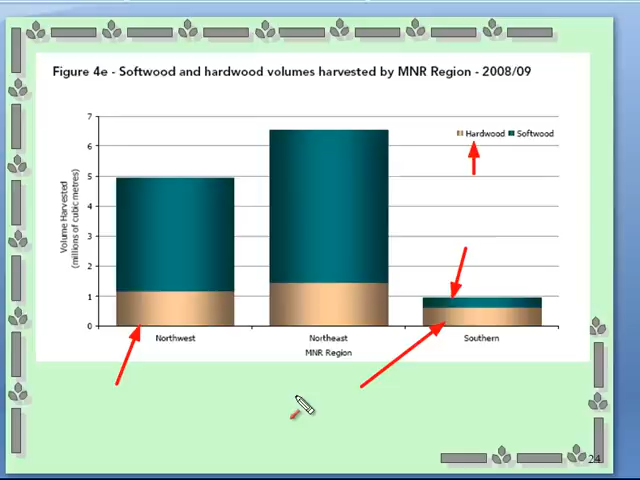 Figure 4e - Softwood and hardwood volumes harvested by MNR Region - 2008/09
7
Hardwood Softwood
6
5
4
3
2
1
0
Volume Harvested
(millions of cubic metres)
Northwest Northeast Southern
MNR Region
24